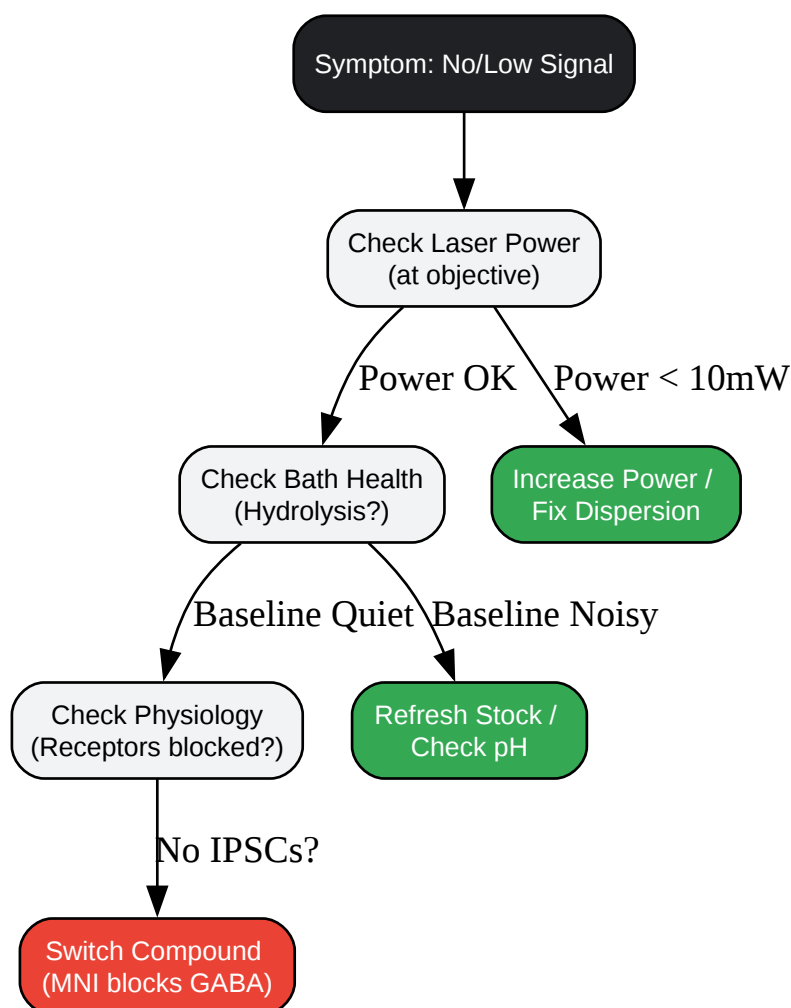 Symptom: No/Low Signal
Check Laser Power
(at objective)
Power OK
Power < 10mW
Check Bath Health
(Hydrolysis?)
Increase Power /
Fix Dispersion
Baseline Quiet
Baseline Noisy
Check Physiology
(Receptors blocked?)
Refresh Stock /
Check pH
No IPSCs?
Switch Compound
(MNI blocks GABA)